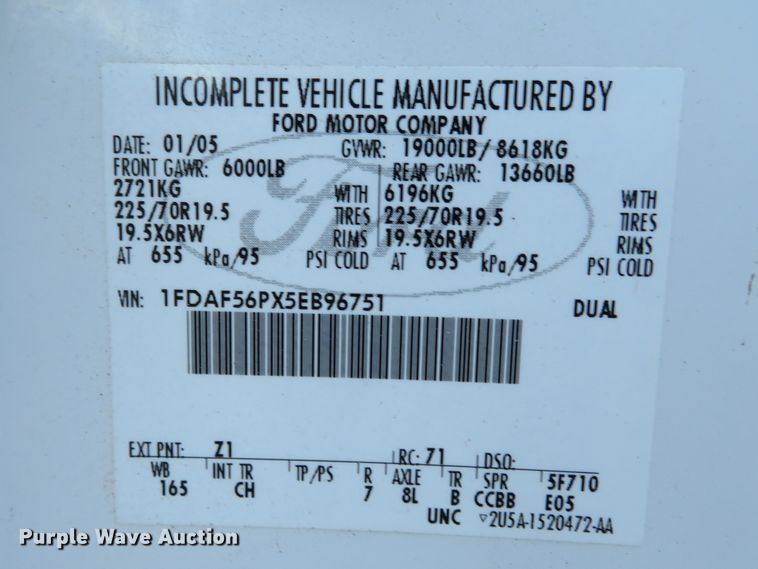 INCOMPLETE VEHICLE MANUFACTURED BY
FORD MOTOR COMPANY
DATE: 01/05 GVWR: 19000LB/8618KG
FRONT GAWR: 6000LB REAR GAWR: 13660LB
2721KG WITH 6196KG WITH
225/70R19.5 TIRES 225/70R19.5 TIRES
19.5X6RW RIMS 19.5X6RW RIMS
AT 655 kPa/95 PSI COLD AT 655 kPa/95 PSI COLD
VIN: 1FDAF56PX5EB96751 DUAL
Ford
EXT PNT: Z1 RC: 71 DSO:
WB INT TR TP/PS R AXLE TR SPR 5F710
165 CH 7 8L B CCBB E05
UNC ▽2U5A-1520472-AA
Purple Wave Auction